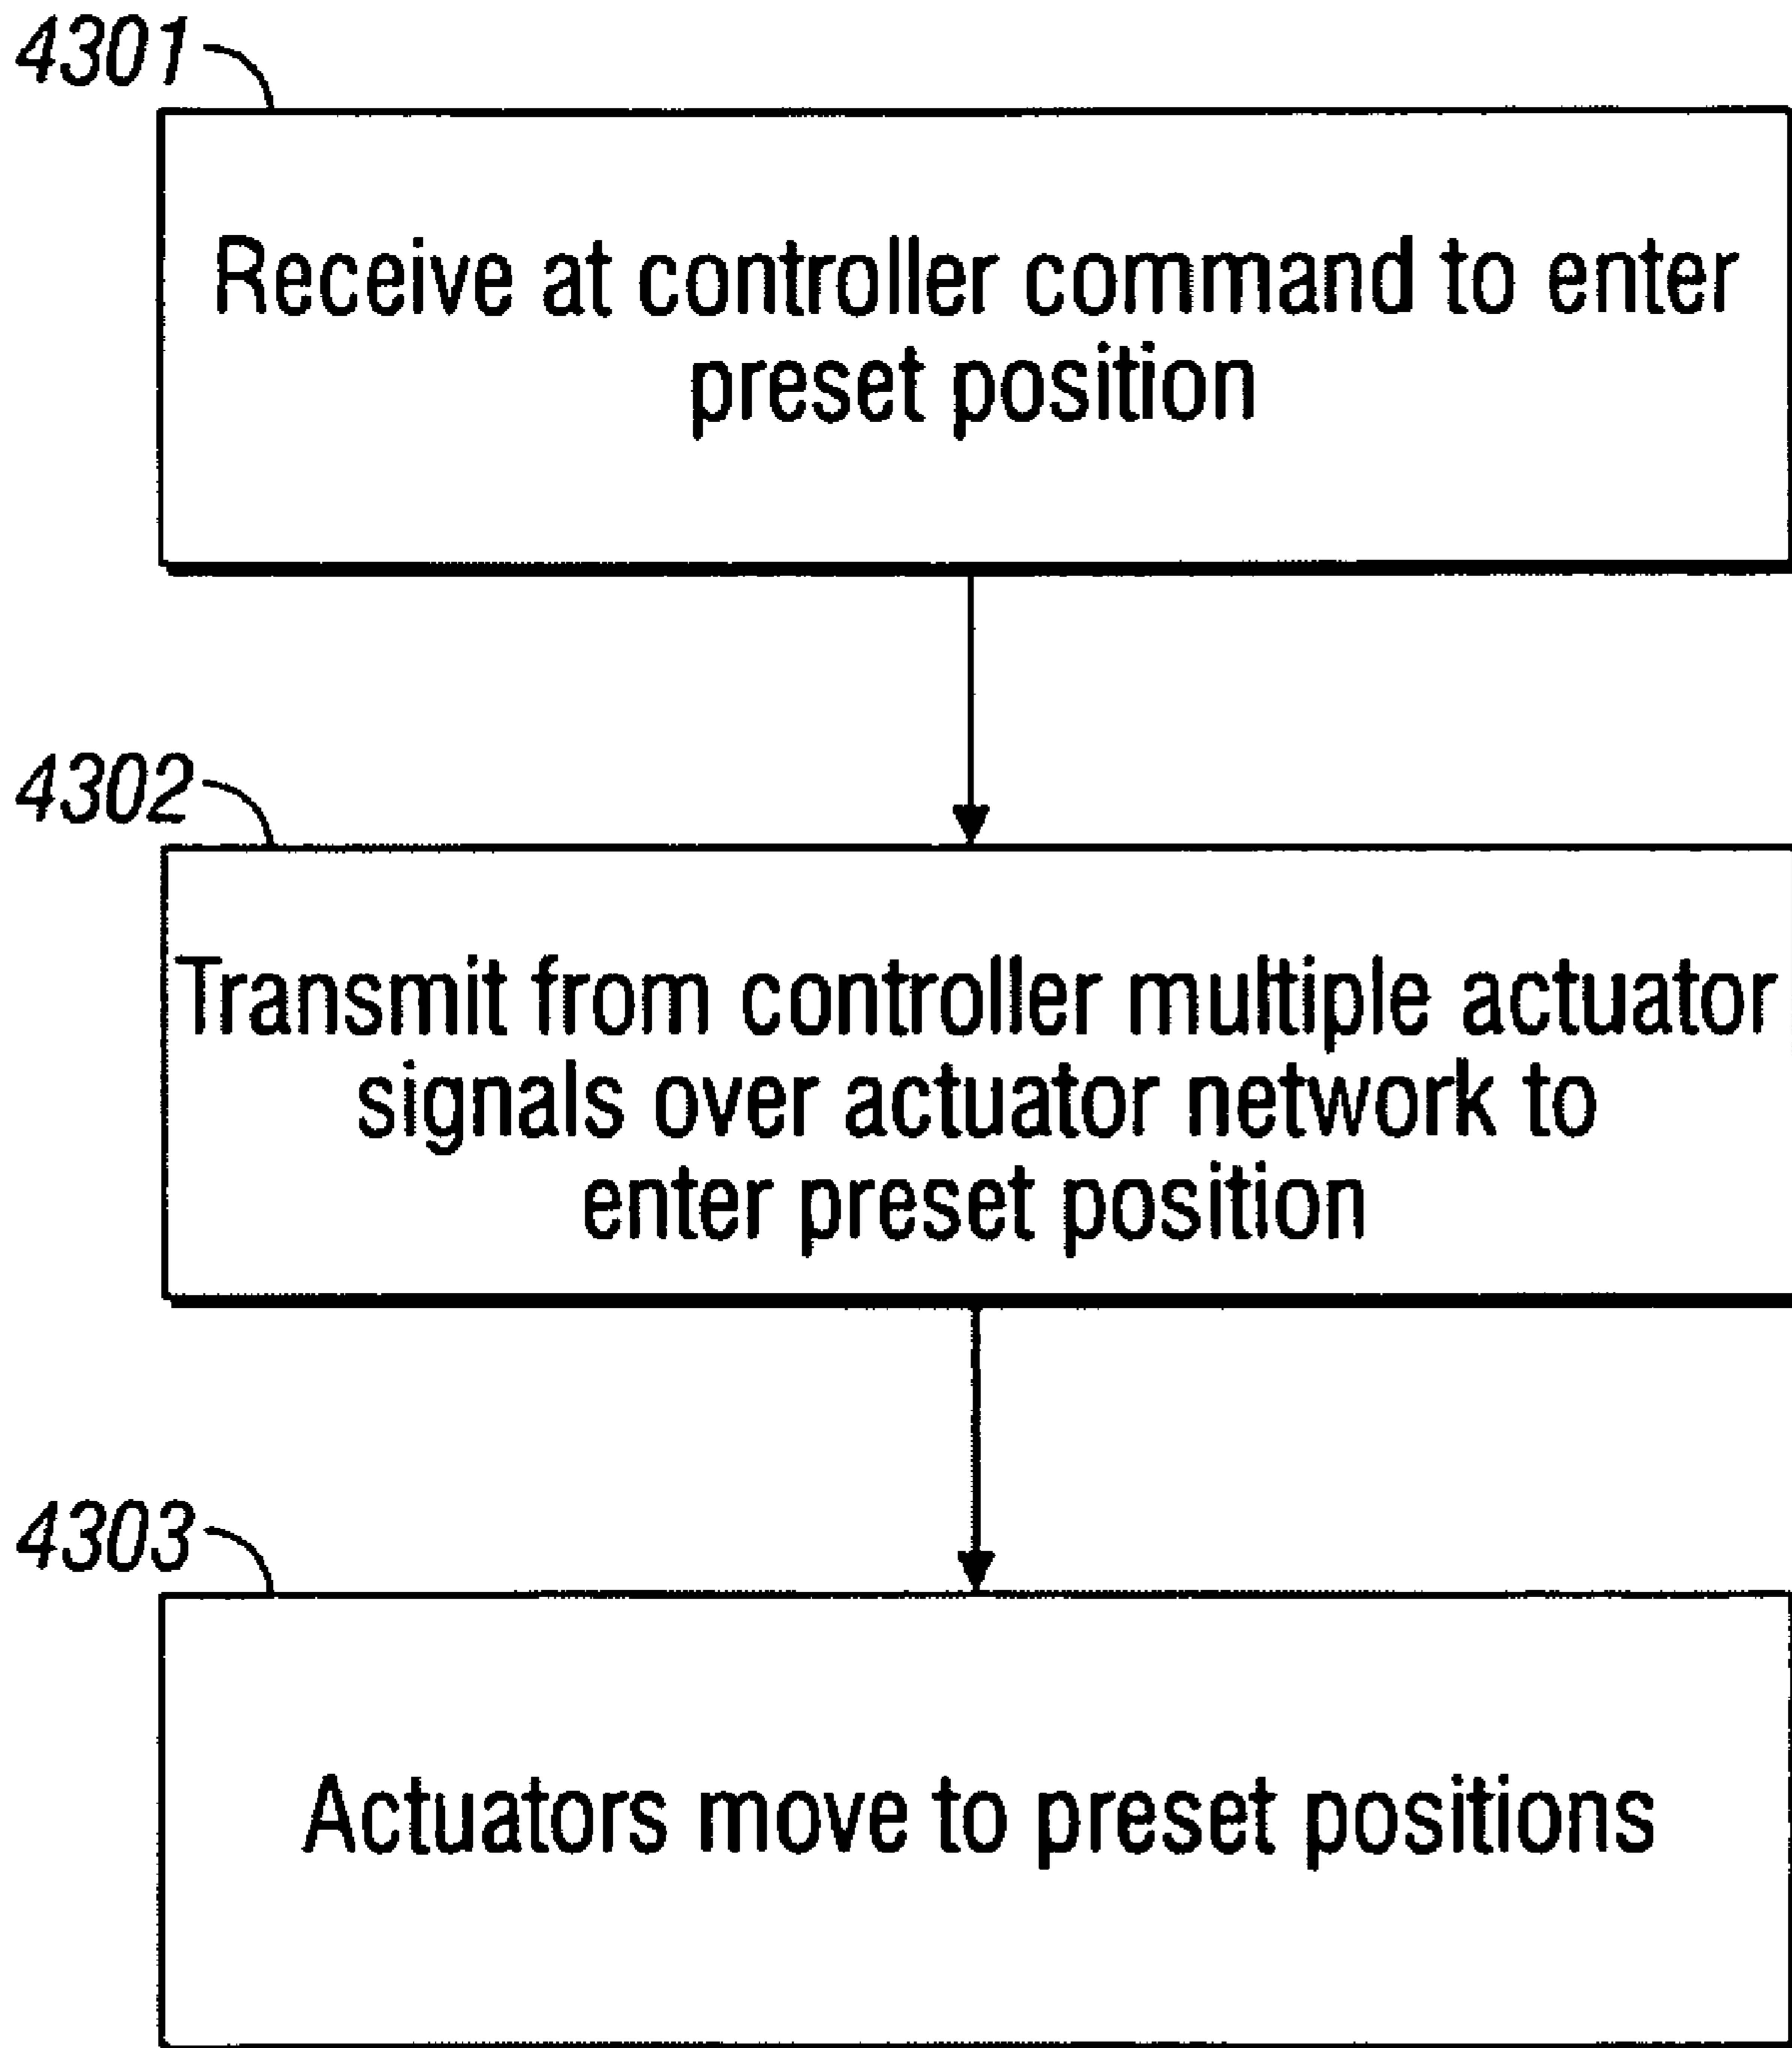 4301
Receive at controller command to enter
preset position
4302
Transmit from controller multiple actuator
signals over actuator network to
enter preset position
4303
Actuators move to preset positions